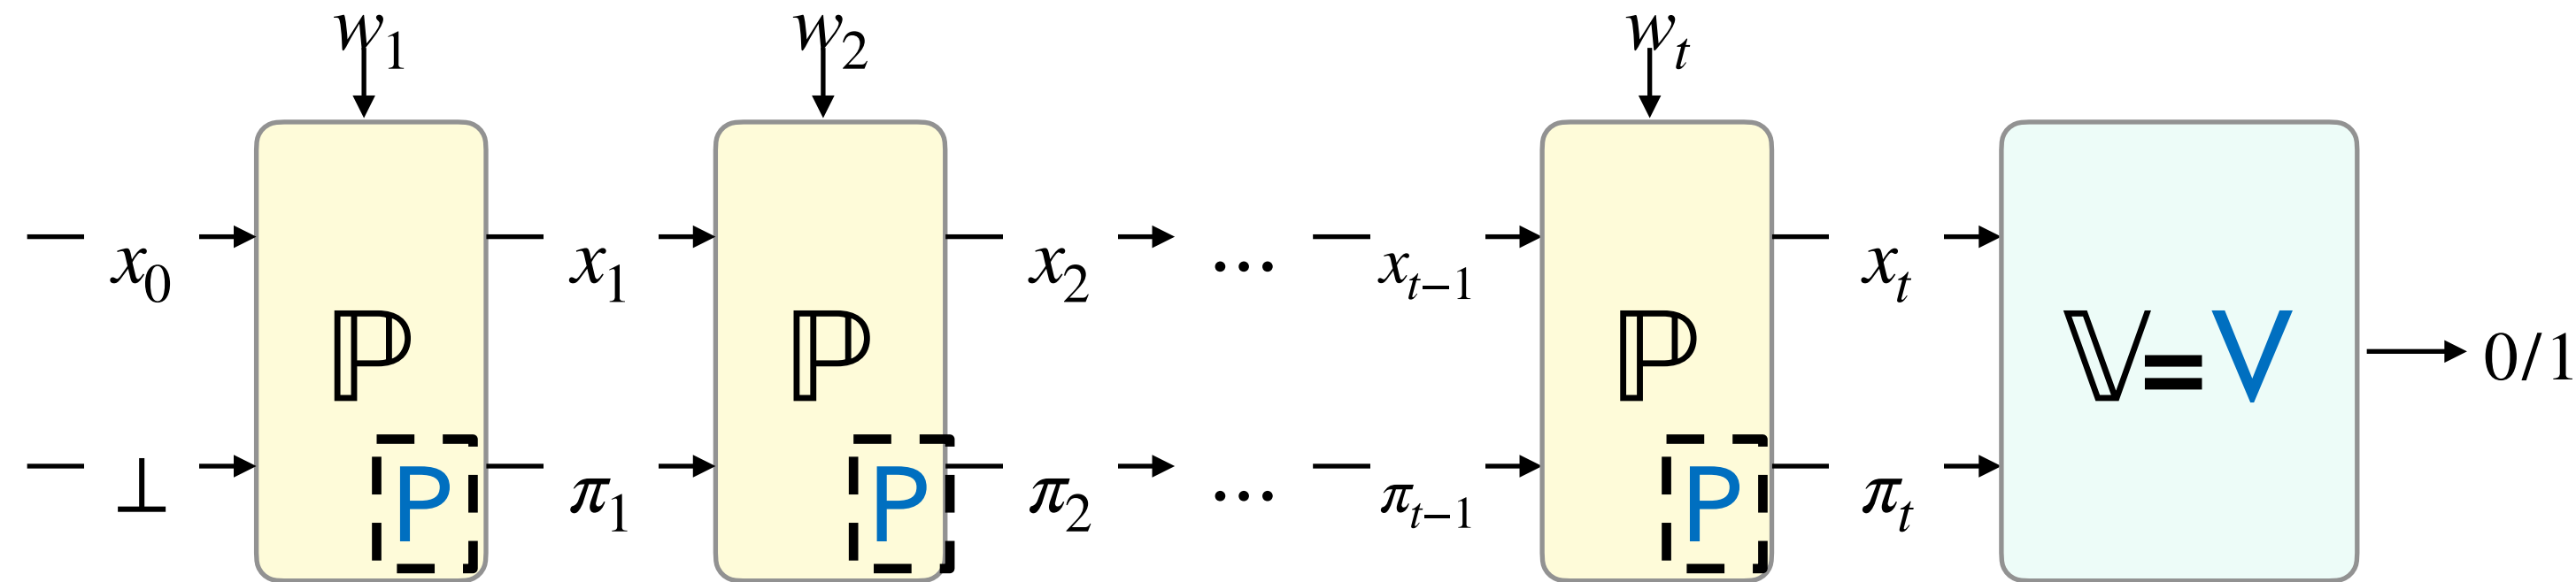 w₁ w₂ wₜ
x₀ x₁ x₂ ... xₜ₋₁ xₜ
ℙ ℙ ℙ 𝕍=V 0/1
⊥ P π₁ P π₂ ... πₜ₋₁ P πₜ